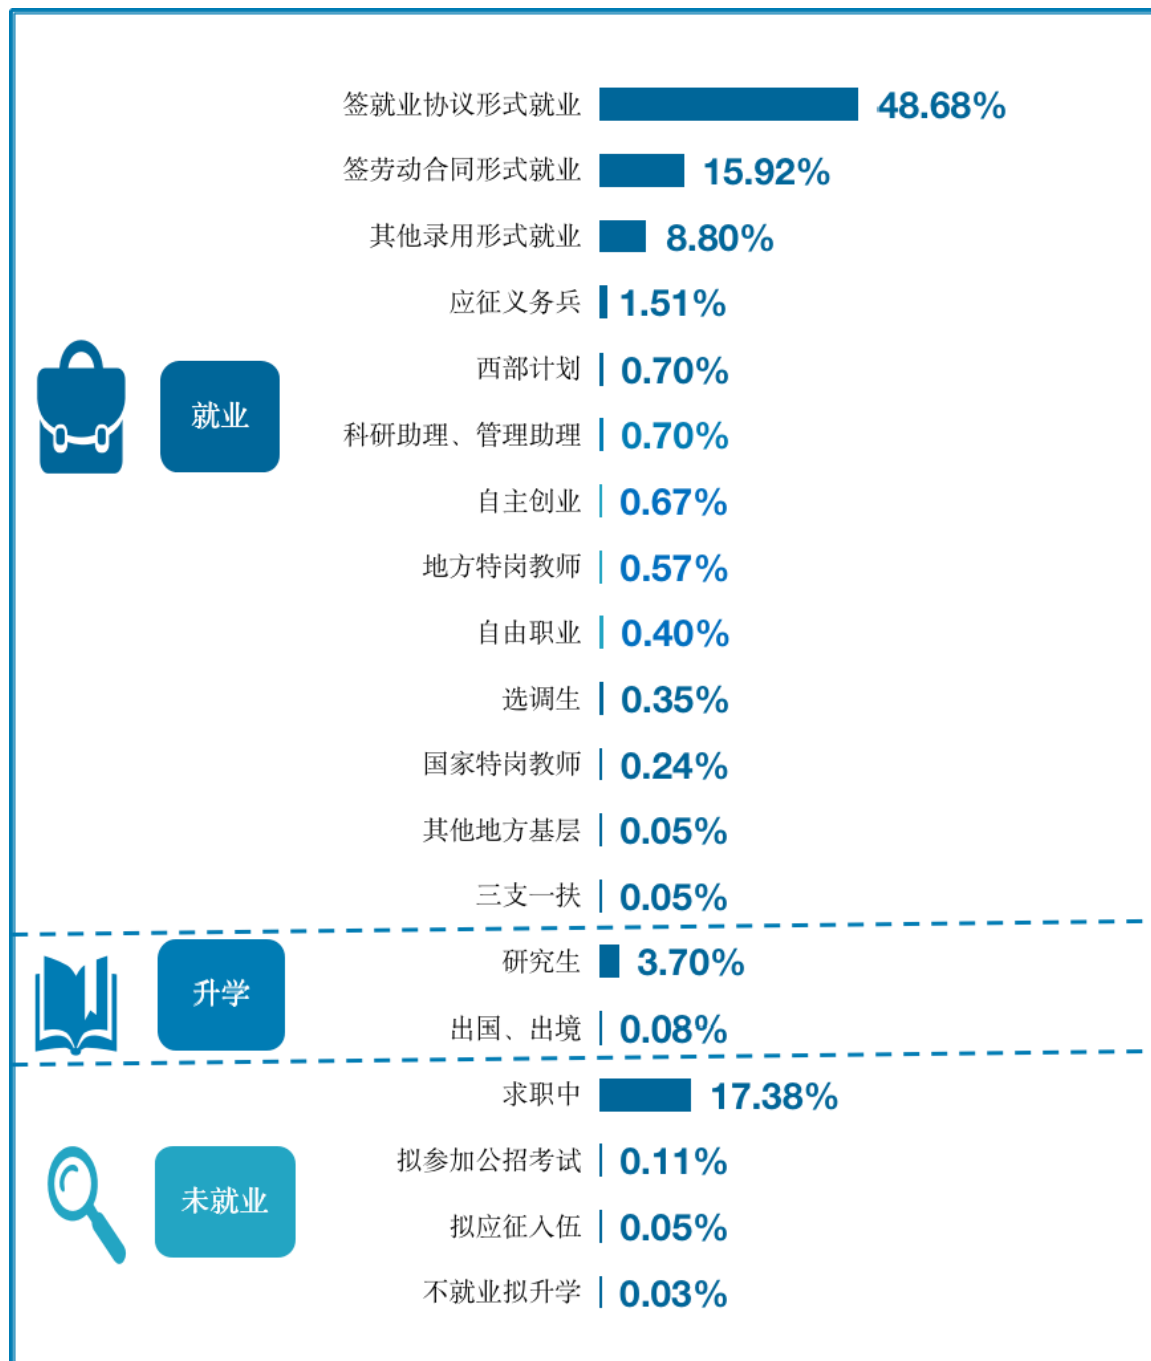 签就业协议形式就业 48.68%
签劳动合同形式就业 15.92%
其他录用形式就业 8.80%
应征义务兵 1.51%
西部计划 0.70%
就业
科研助理、管理助理 0.70%
自主创业 0.67%
地方特岗教师 0.57%
自由职业 0.40%
选调生 0.35%
国家特岗教师 0.24%
其他地方基层 0.05%
三支一扶 0.05%
研究生 3.70%
升学
出国、出境 0.08%
求职中 17.38%
拟参加公招考试 0.11%
未就业
拟应征入伍 0.05%
不就业拟升学 0.03%